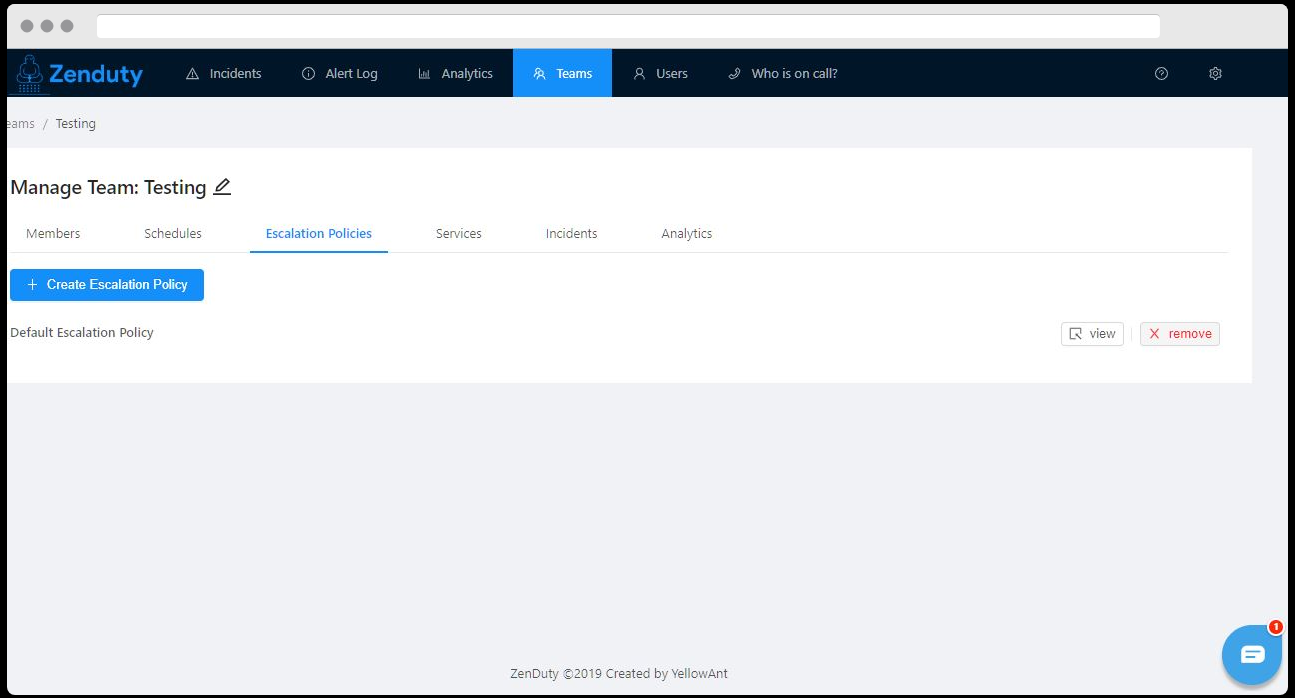 Zenduty
Incidents
Alert Log
Analytics
Teams
Users
Who is on call?
eams / Testing
Manage Team: Testing
Members
Schedules
Escalation Policies
Services
Incidents
Analytics
+ Create Escalation Policy
Default Escalation Policy
view
remove
1
ZenDuty ©2019 Created by YellowAnt